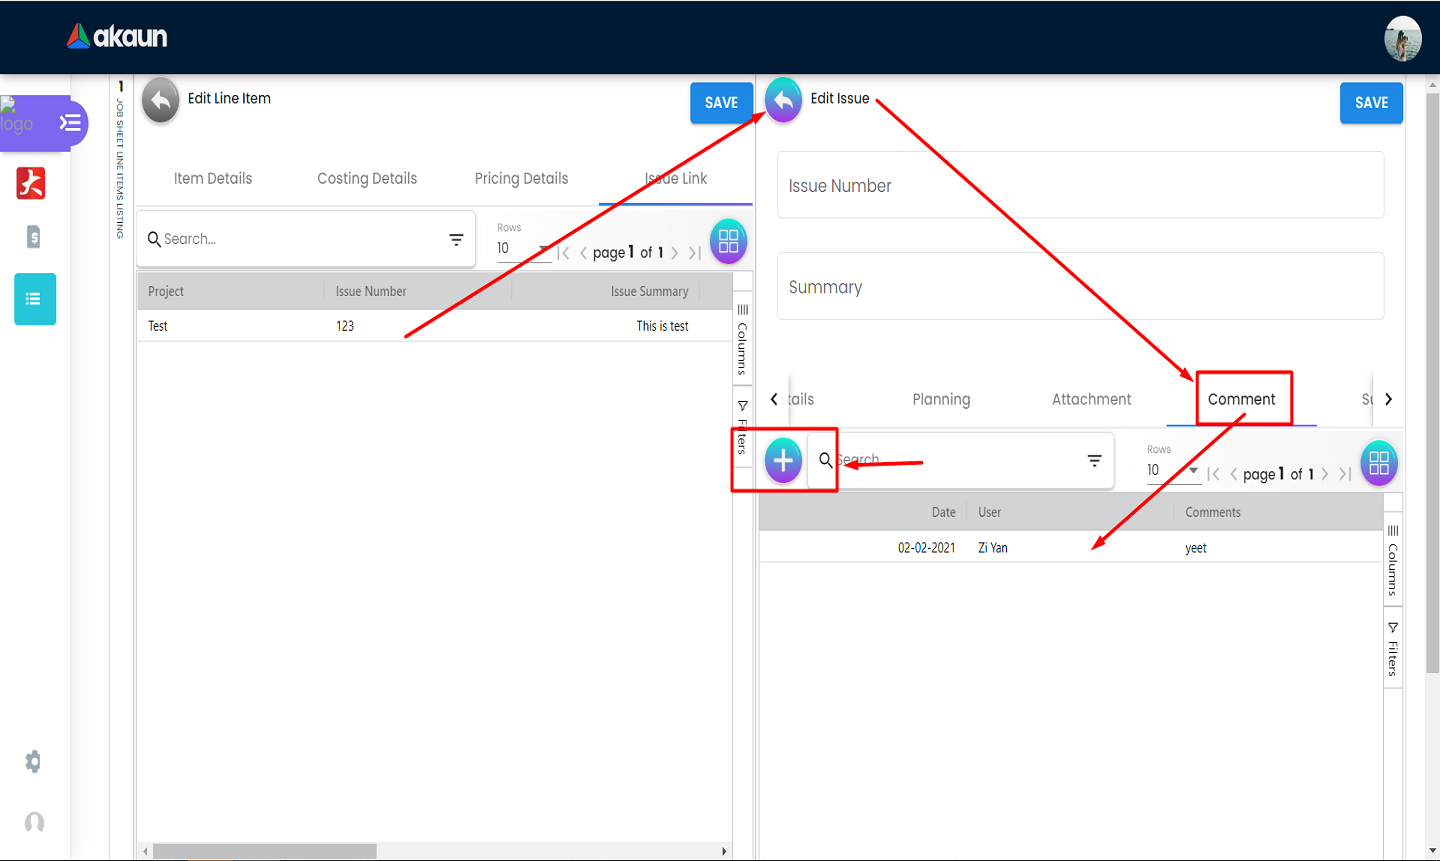 akaun
logo
1
JOB SHEET LINE ITEMS LISTING
Edit Line Item
SAVE
Item Details
Costing Details
Pricing Details
Issue Link
Search...
Rows
10
page 1 of 1
Project
Issue Number
Issue Summary
Test
123
This is test
Columns
Filters
Edit Issue
SAVE
Issue Number
Summary
tails
Planning
Attachment
Comment
Search
Rows
10
page 1 of 1
Date
User
Comments
02-02-2021
Zi Yan
yeet
Columns
Filters